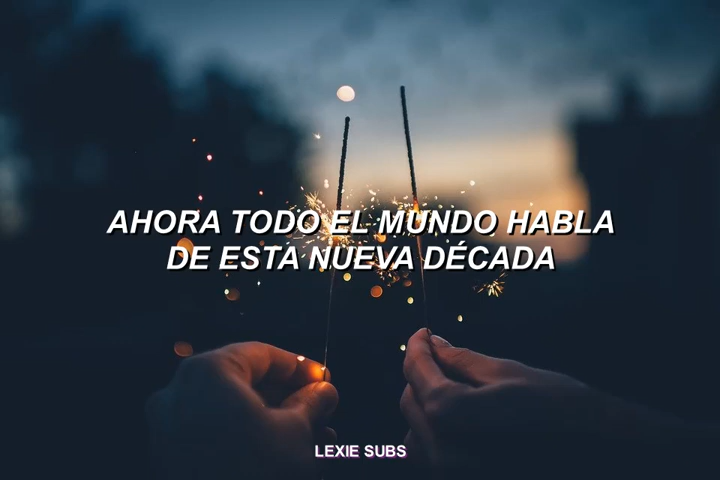 AHORA TODO EL MUNDO HABLA
DE ESTA NUEVA DÉCADA
LEXIE SUBS